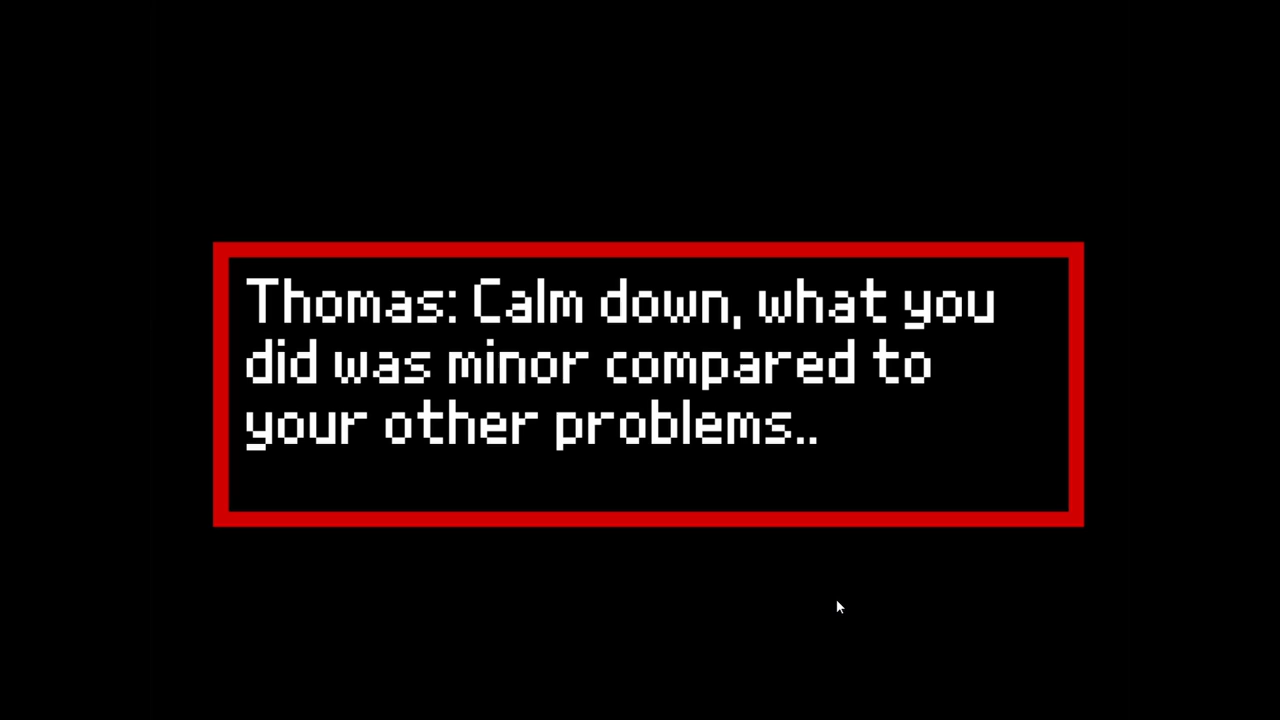 Thomas: Calm down, what you
did was minor compared to
your other problems..